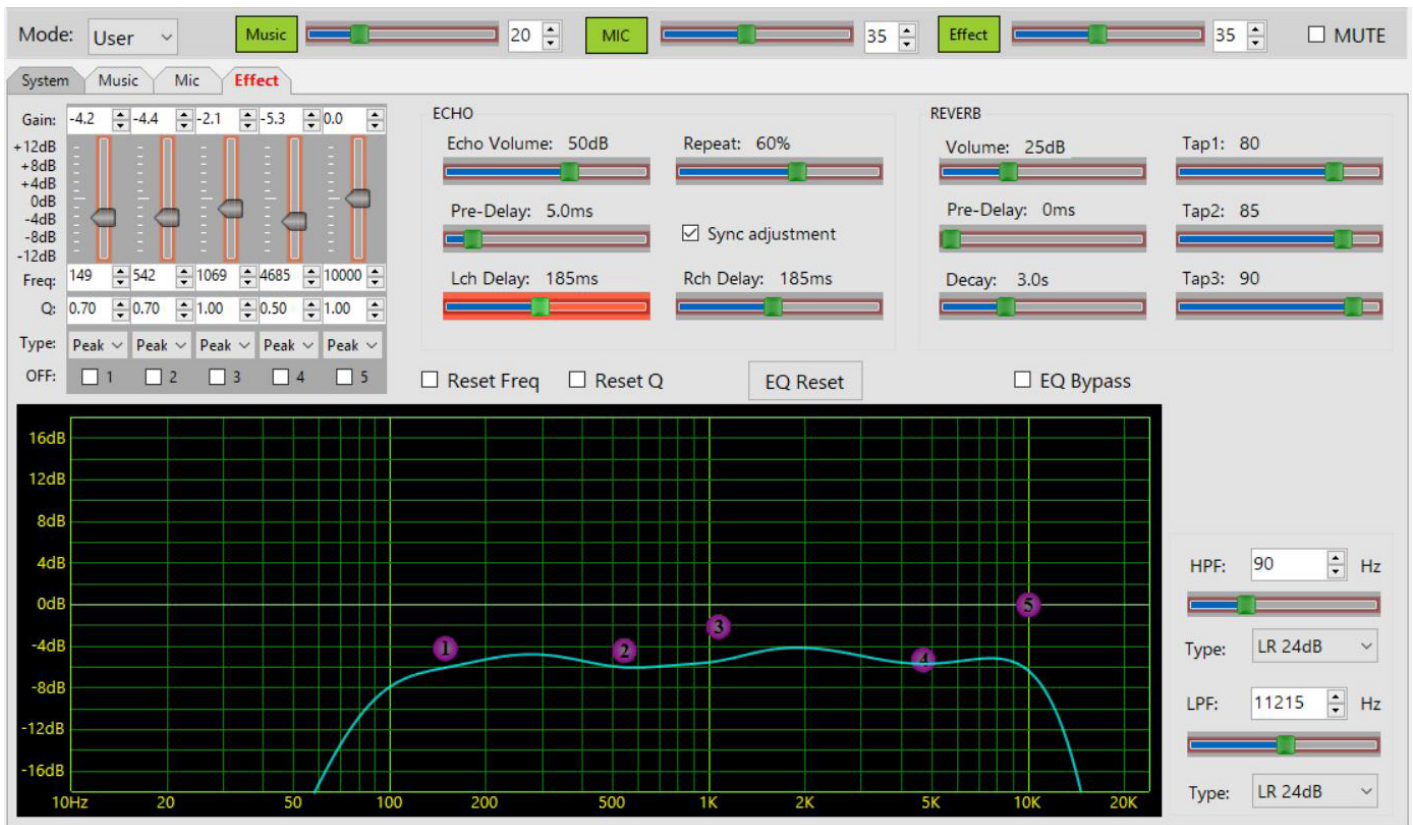 Mode: User Music 20 MIC 35 Effect 35 MUTE
System Music Mic Effect
Gain: -4.2 -4.4 -2.1 -5.3 0.0
+12dB
+8dB
+4dB
0dB
-4dB
-8dB
-12dB
Freq: 149 542 1069 4685 10000
Q: 0.70 0.70 1.00 0.50 1.00
Type: Peak Peak Peak Peak Peak
OFF: 1 2 3 4 5
ECHO
Echo Volume: 50dB Repeat: 60%
Pre-Delay: 5.0ms Sync adjustment
Lch Delay: 185ms Rch Delay: 185ms
REVERB
Volume: 25dB Tap1: 80
Pre-Delay: 0ms Tap2: 85
Decay: 3.0s Tap3: 90
Reset Freq Reset Q EQ Reset EQ Bypass
16dB
12dB
8dB
4dB
0dB
-4dB
-8dB
-12dB
-16dB
1 2 3 4 5
10Hz 20 50 100 200 500 1K 2K 5K 10K 20K
HPF: 90 Hz
Type: LR 24dB
LPF: 11215 Hz
Type: LR 24dB